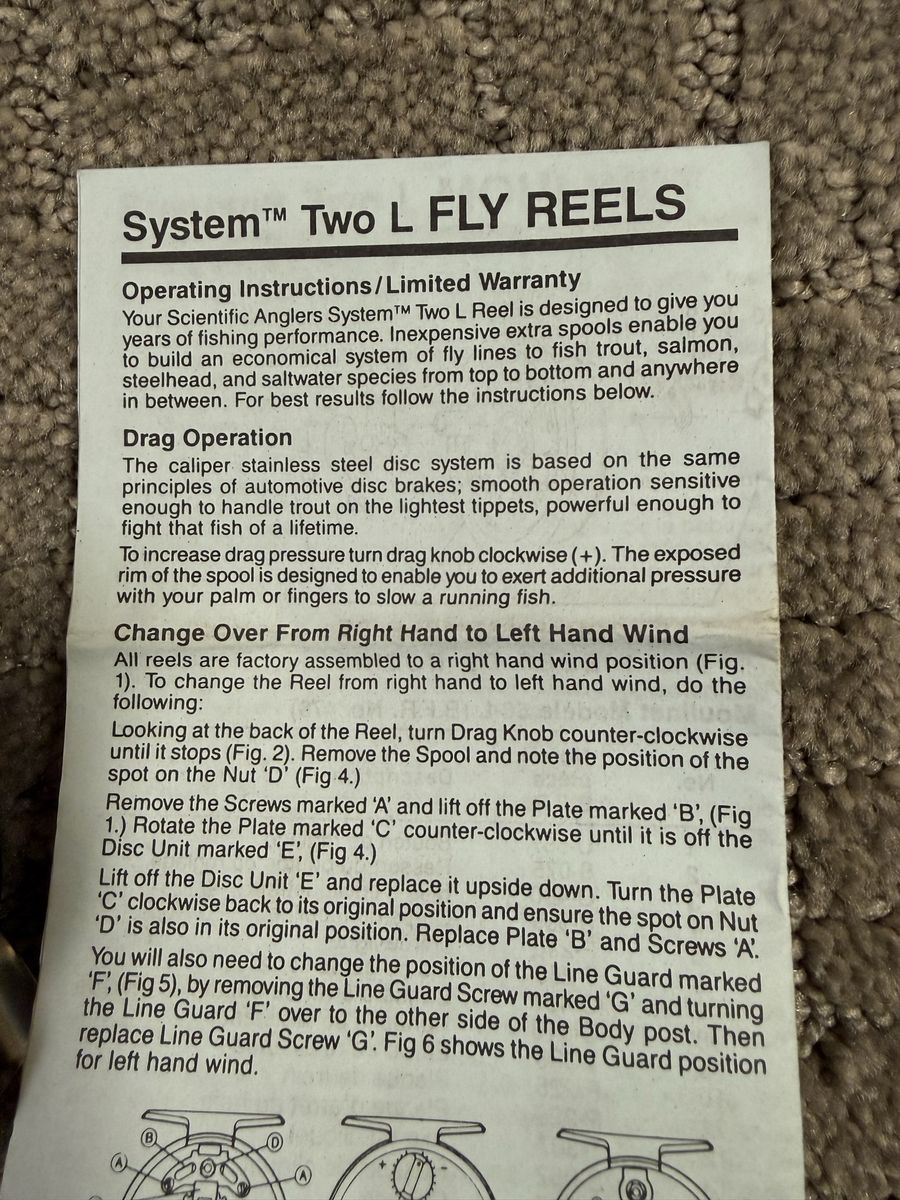 System™ Two L FLY REELS
Operating Instructions/Limited Warranty
Your Scientific Anglers System™ Two L Reel is designed to give you
years of fishing performance. Inexpensive extra spools enable you
to build an economical system of fly lines to fish trout, salmon,
steelhead, and saltwater species from top to bottom and anywhere
in between. For best results follow the instructions below.
Drag Operation
The caliper stainless steel disc system is based on the same
principles of automotive disc brakes; smooth operation sensitive
enough to handle trout on the lightest tippets, powerful enough to
fight that fish of a lifetime.
To increase drag pressure turn drag knob clockwise (+). The exposed
rim of the spool is designed to enable you to exert additional pressure
with your palm or fingers to slow a running fish.
Change Over From Right Hand to Left Hand Wind
All reels are factory assembled to a right hand wind position (Fig.
1). To change the Reel from right hand to left hand wind, do the
following:
Looking at the back of the Reel, turn Drag Knob counter-clockwise
until it stops (Fig. 2). Remove the Spool and note the position of the
spot on the Nut 'D' (Fig 4.)
Remove the Screws marked 'A' and lift off the Plate marked 'B', (Fig
1.) Rotate the Plate marked 'C' counter-clockwise until it is off the
Disc Unit marked 'E', (Fig 4.)
Lift off the Disc Unit 'E' and replace it upside down. Turn the Plate
'C' clockwise back to its original position and ensure the spot on Nut
'D' is also in its original position. Replace Plate 'B' and Screws 'A'.
You will also need to change the position of the Line Guard marked
'F', (Fig 5), by removing the Line Guard Screw marked 'G' and turning
the Line Guard 'F' over to the other side of the Body post. Then
replace Line Guard Screw 'G'. Fig 6 shows the Line Guard position
for left hand wind.
B D
A A
+ -